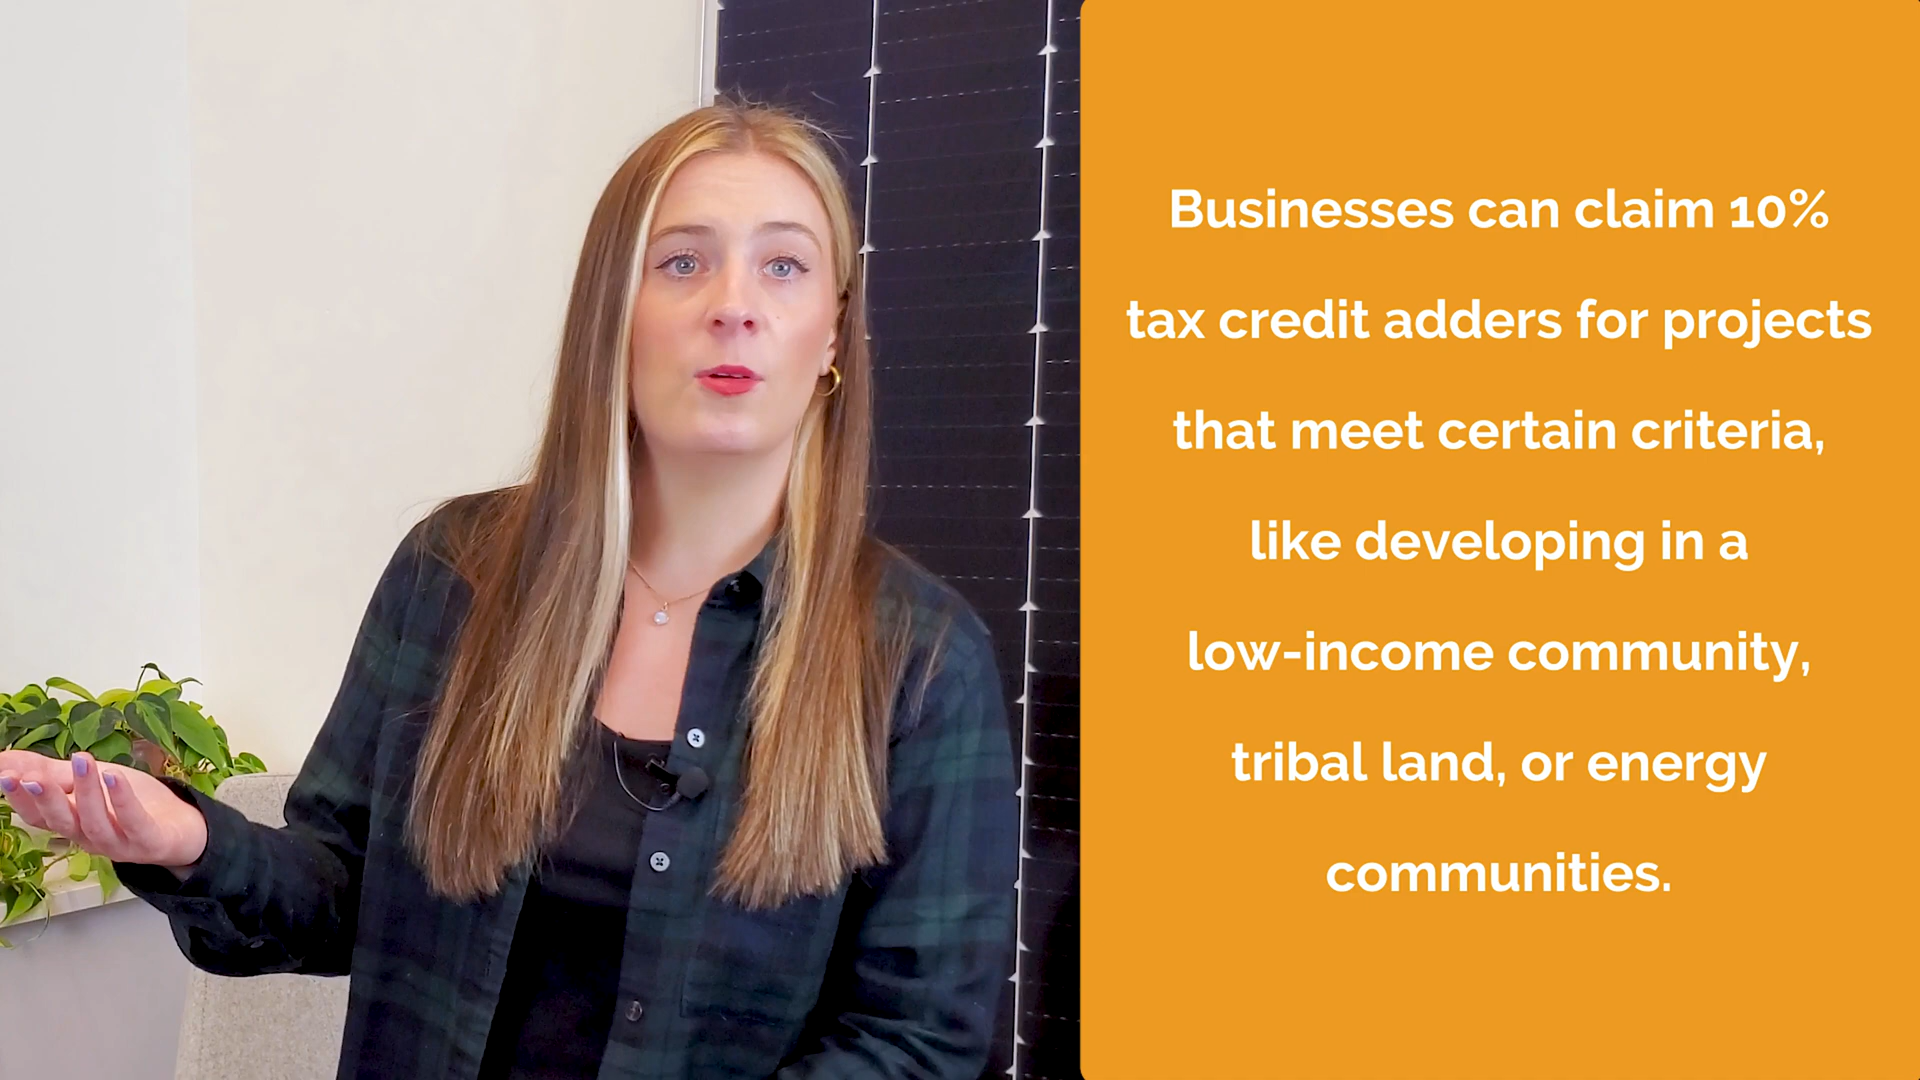 Businesses can claim 10%
tax credit adders for projects
that meet certain criteria,
like developing in a
low-income community,
tribal land, or energy
communities.